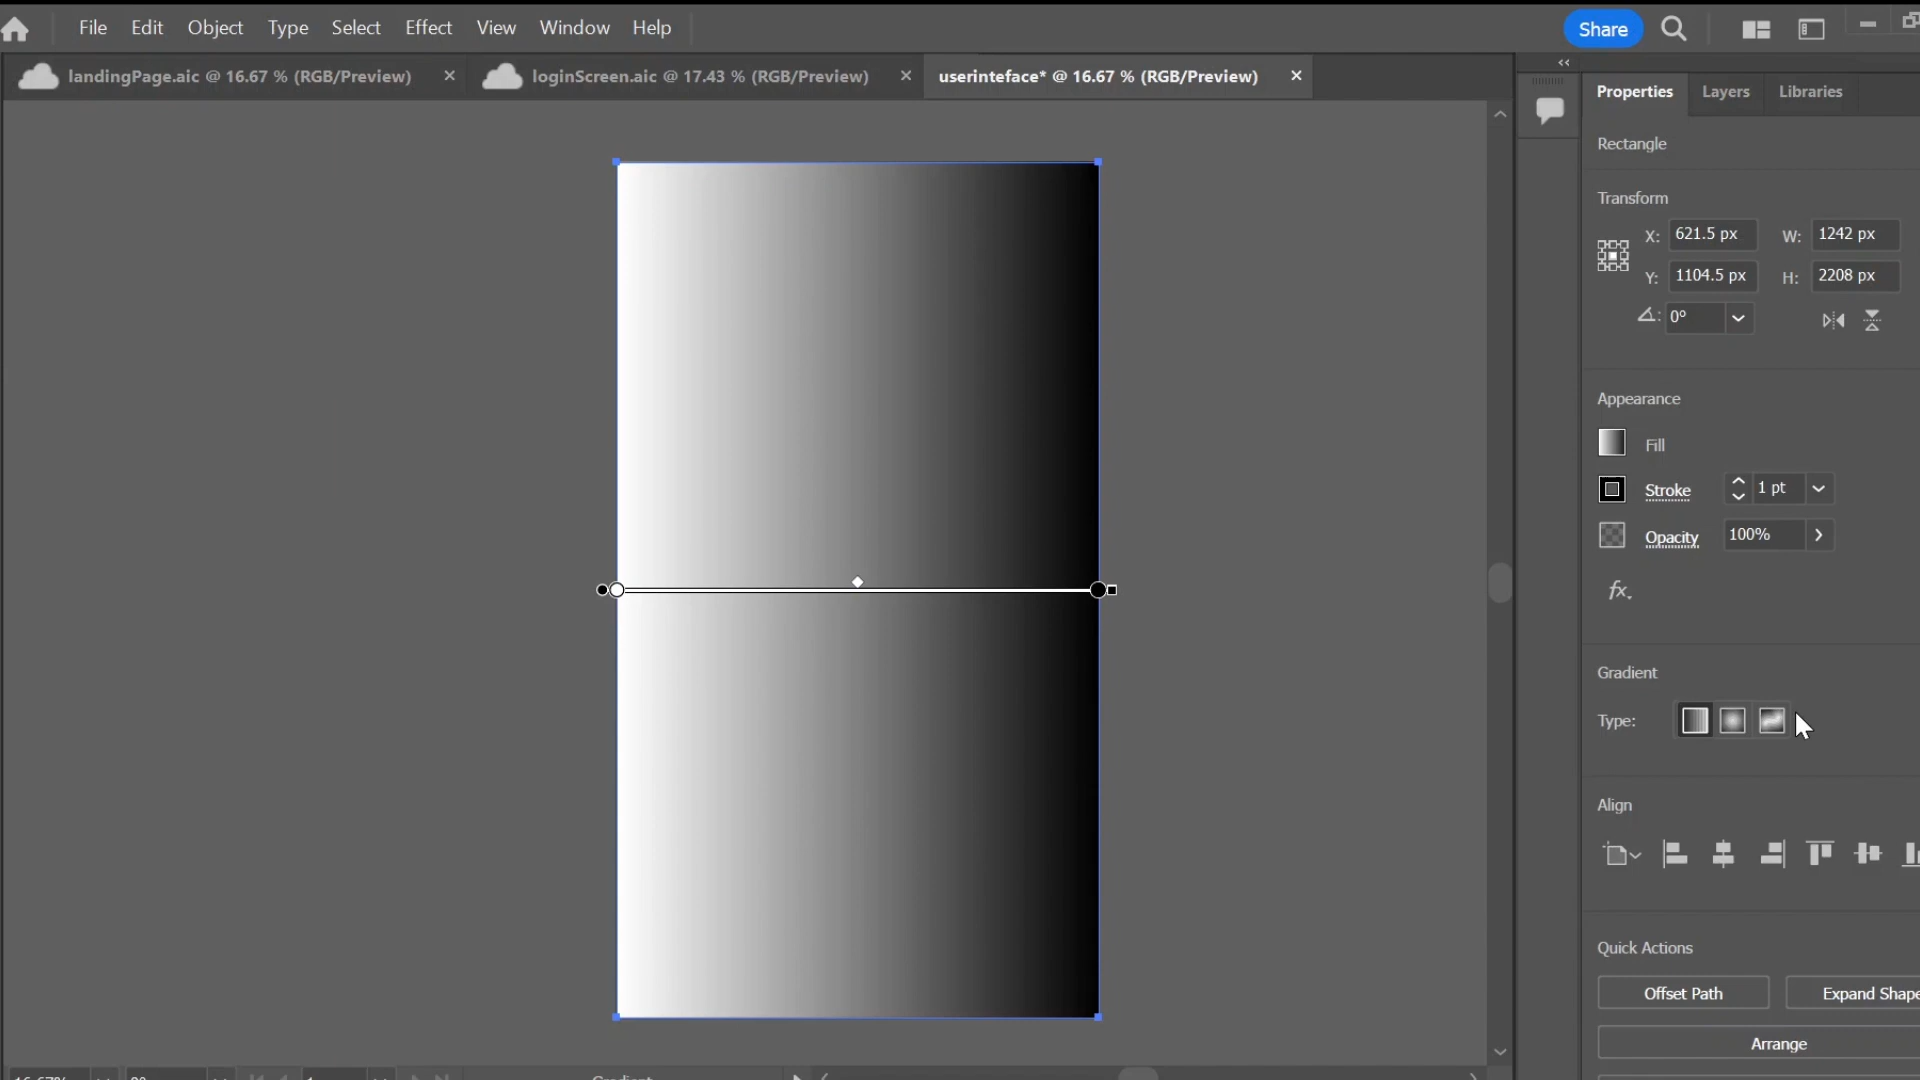 File Edit Object Type Select Effect View Window Help Share
landingPage.aic @ 16.67 % (RGB/Preview) × loginScreen.aic @ 17.43 % (RGB/Preview) × userinteface* @ 16.67 % (RGB/Preview) ×
Properties Layers Libraries
Rectangle
Transform
X: 621.5 px W: 1242 px
Y: 1104.5 px H: 2208 px
0°
Appearance
Fill
Stroke 1 pt
Opacity 100%
fx.
Gradient
Type:
Align
Quick Actions
Offset Path Expand Shape
Arrange